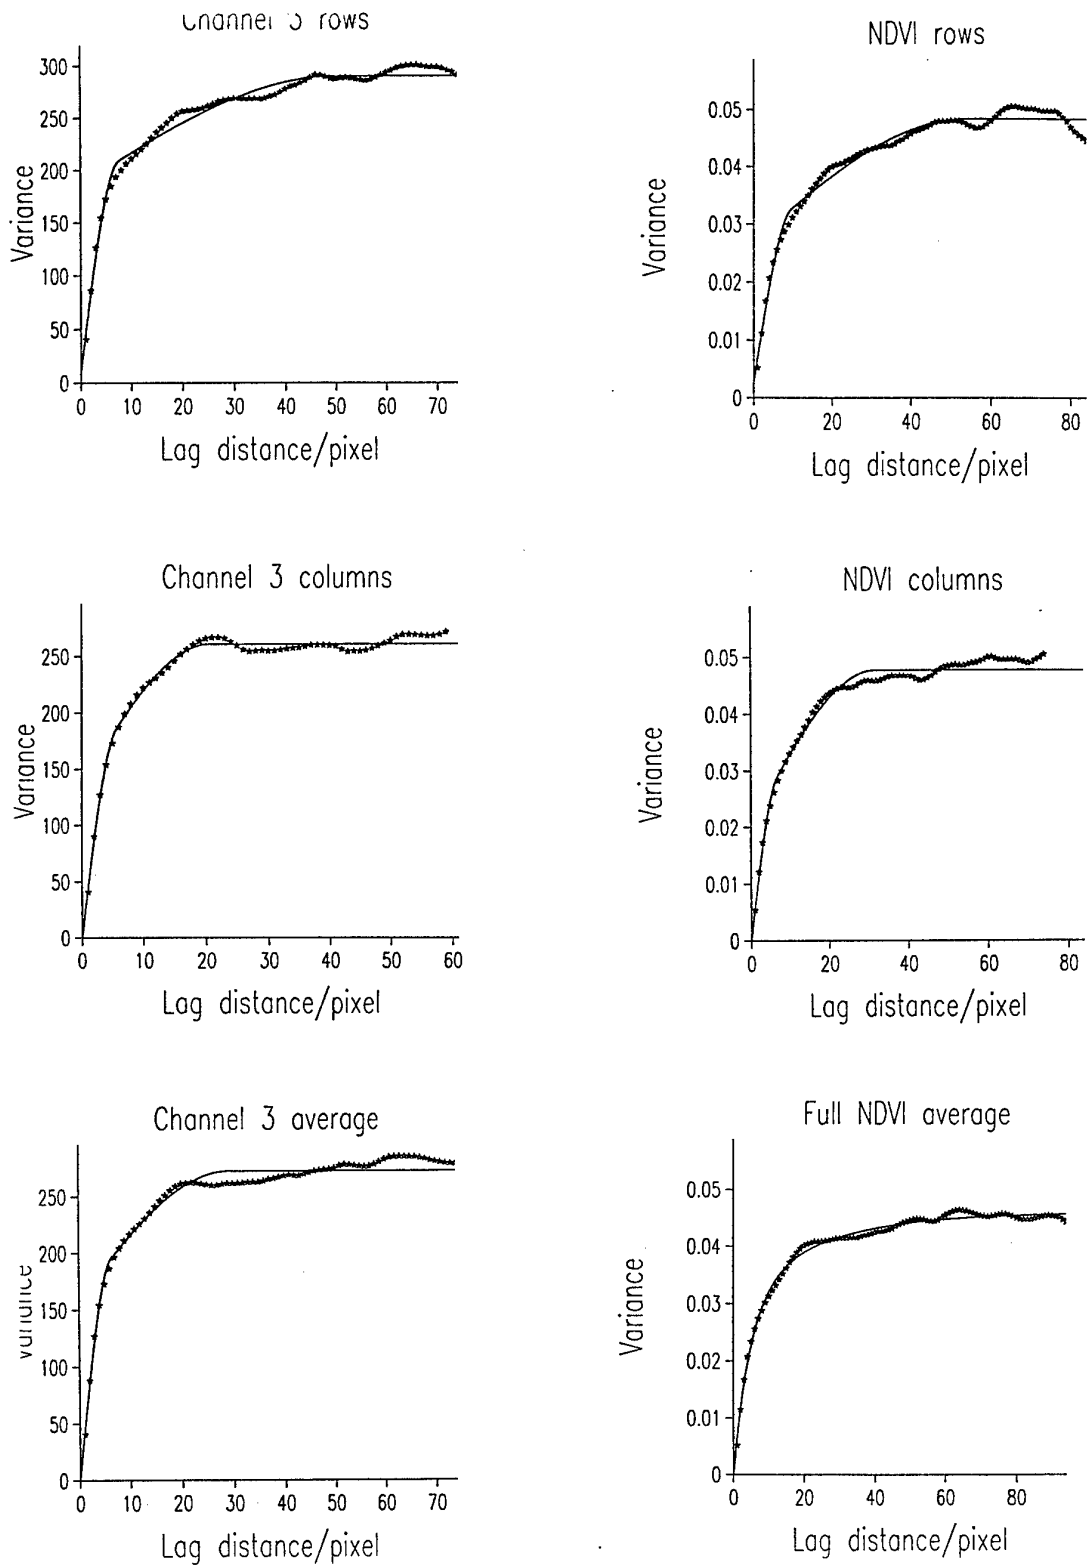 Channel 3 rows
300
250
200
150
100
50
0
Variance
0 10 20 30 40 50 60 70
Lag distance/pixel
NDVI rows
0.05
0.04
0.03
0.02
0.01
0
Variance
0 20 40 60 80
Lag distance/pixel
Channel 3 columns
250
200
150
100
50
0
Variance
0 10 20 30 40 50 60
Lag distance/pixel
NDVI columns
0.05
0.04
0.03
0.02
0.01
0
Variance
0 20 40 60 80
Lag distance/pixel
Channel 3 average
250
200
150
100
50
0
Variance
0 10 20 30 40 50 60 70
Lag distance/pixel
Full NDVI average
0.05
0.04
0.03
0.02
0.01
0
Variance
0 20 40 60 80
Lag distance/pixel